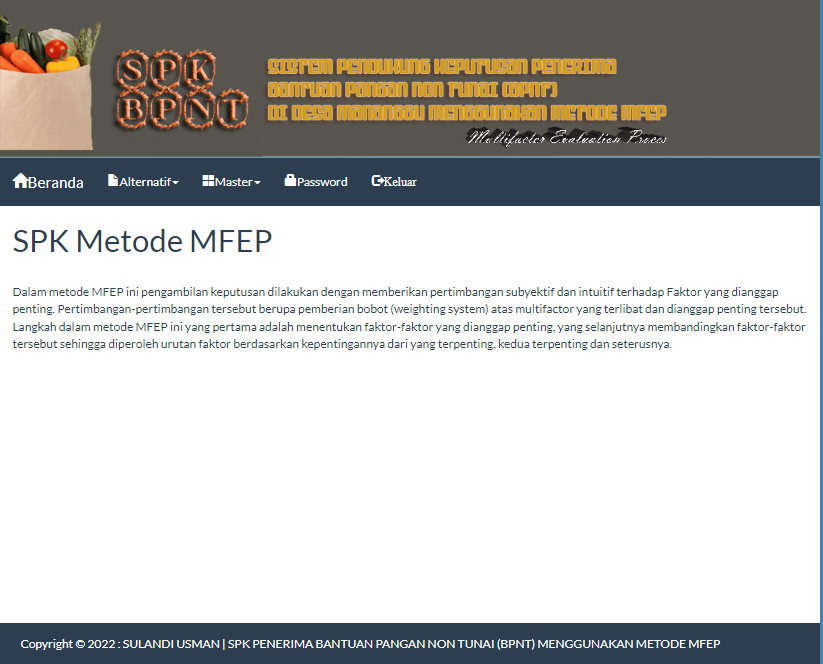 SPK
BPNT
SISTEM PENDUKUNG KEPUTUSAN PENERIMA
BANTUAN PANGAN NON TUNAI (BPNT)
DI DESA MANANGGU MENGGUNAKAN METODE MFEP
Multifactor Evaluation Proces
Beranda Alternatif Master Password Keluar
SPK Metode MFEP
Dalam metode MFEP ini pengambilan keputusan dilakukan dengan memberikan pertimbangan subyektif dan intuitif terhadap Faktor yang dianggap
penting. Pertimbangan-pertimbangan tersebut berupa pemberian bobot (weighting system) atas multifactor yang terlibat dan dianggap penting tersebut.
Langkah dalam metode MFEP ini yang pertama adalah menentukan faktor-faktor yang dianggap penting, yang selanjutnya membandingkan faktor-faktor
tersebut sehingga diperoleh urutan faktor berdasarkan kepentingannya dari yang terpenting, kedua terpenting dan seterusnya.
Copyright © 2022 : SULANDI USMAN | SPK PENERIMA BANTUAN PANGAN NON TUNAI (BPNT) MENGGUNAKAN METODE MFEP